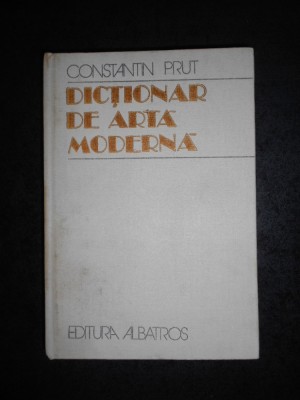 CONSTANTIN PRUT
DICȚIONAR
DE ARTĂ
MODERNĂ
EDITURA ALBATROS